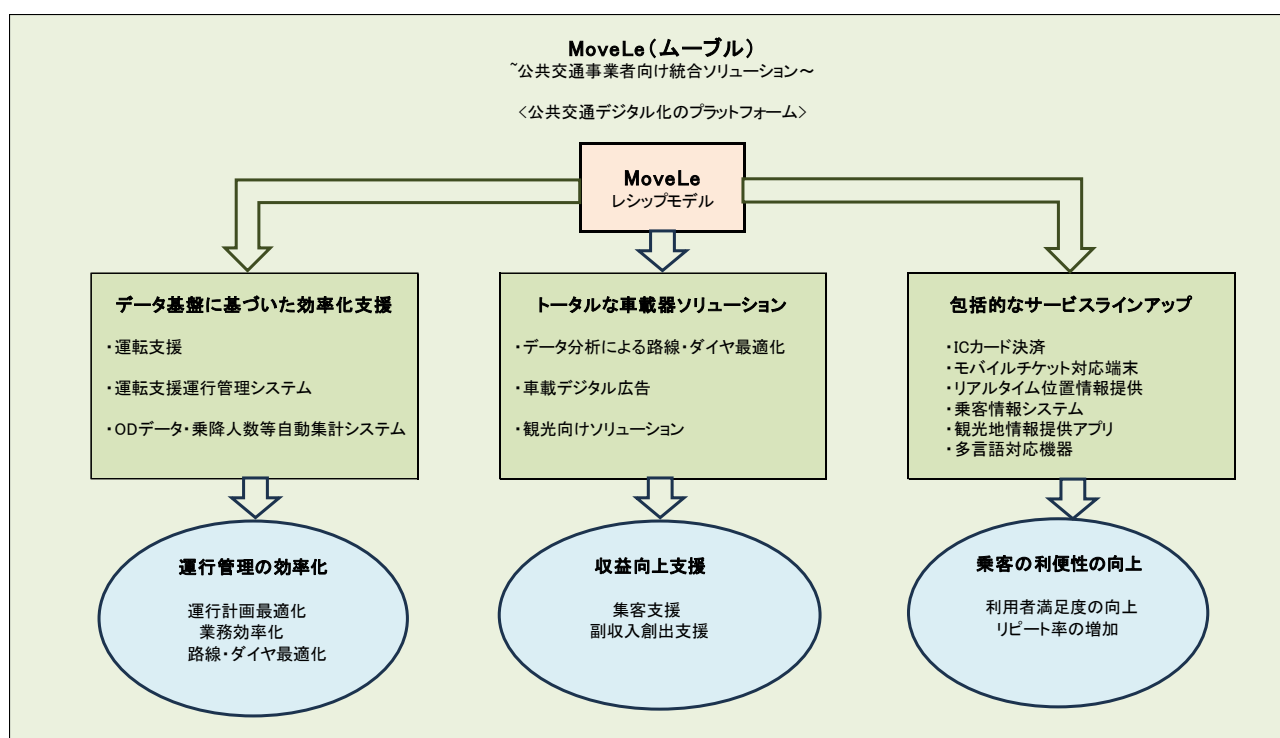 MoveLe(ムーブル)
~公共交通事業者向け統合ソリューション～
<公共交通デジタル化のプラットフォーム>
MoveLe
レシップモデル
データ基盤に基づいた効率化支援
・運転支援
・運転支援運行管理システム
・ODデータ・乗降人数等自動集計システム
トータルな車載器ソリューション
・データ分析による路線・ダイヤ最適化
・車載デジタル広告
・観光向けソリューション
包括的なサービスラインアップ
・ICカード決済
・モバイルチケット対応端末
・リアルタイム位置情報提供
・乗客情報システム
・観光地情報提供アプリ
・多言語対応機器
運行管理の効率化
運行計画最適化
業務効率化
路線・ダイヤ最適化
収益向上支援
集客支援
副収入創出支援
乗客の利便性の向上
利用者満足度の向上
リピート率の増加